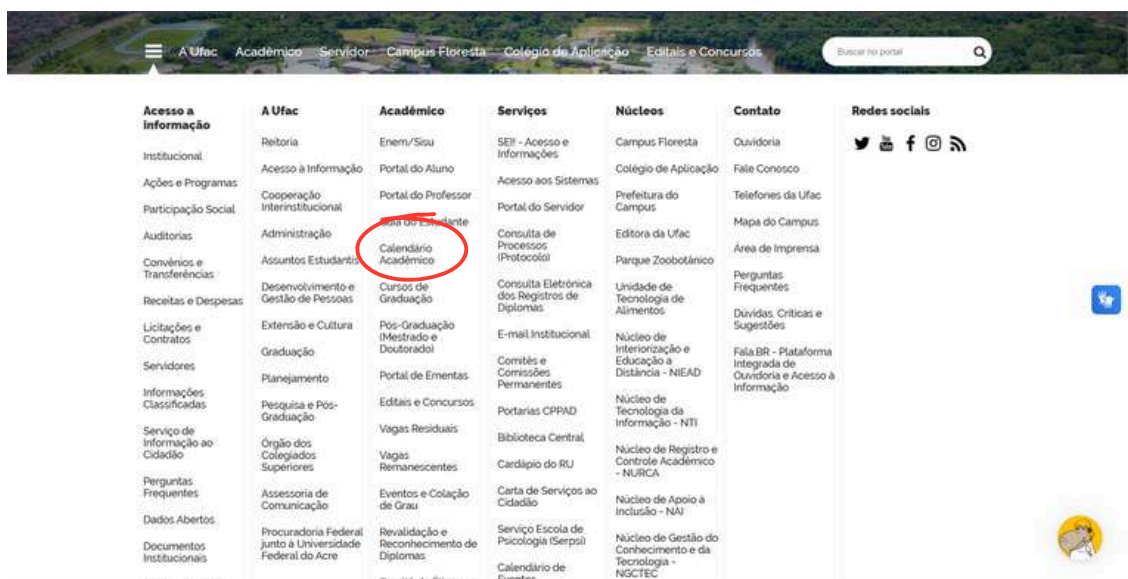 A Ufac Acadêmico Servidor Campus Floresta Colégio de Aplicação Editais e Concursos Buscar no portal
Acesso a
informação
Institucional
Ações e Programas
Participação Social
Auditorias
Convênios e
Transferências
Receitas e Despesas
Licitações e
Contratos
Servidores
Informações
Classificadas
Serviço de
Informação ao
Cidadão
Perguntas
Frequentes
Dados Abertos
Documentos
Institucionais
A Ufac
Reitoria
Acesso à Informação
Cooperação
Interinstitucional
Administração
Assuntos Estudantis
Desenvolvimento e
Gestão de Pessoas
Extensão e Cultura
Graduação
Planejamento
Pesquisa e Pós-
Graduação
Órgão dos
Colegiados
Superiores
Assessoria de
Comunicação
Procuradoria Federal
junto à Universidade
Federal do Acre
Acadêmico
Enem/Sisu
Portal do Aluno
Portal do Professor
Guia do Estudante
Calendário
Acadêmico
Cursos de
Graduação
Pós-Graduação
(Mestrado e
Doutorado)
Portal de Ementas
Editais e Concursos
Vagas Residuais
Vagas
Remanescentes
Eventos e Colação
de Grau
Revalidação e
Reconhecimento de
Diplomas
Serviços
SEI! - Acesso e
Informações
Acesso aos Sistemas
Portal do Servidor
Consulta de
Processos
(Protocolo)
Consulta Eletrônica
dos Registros de
Diplomas
E-mail Institucional
Comitês e
Comissões
Permanentes
Portarias CPPAD
Biblioteca Central
Cardápio do RU
Carta de Serviços ao
Cidadão
Serviço Escola de
Psicologia (Serpsi)
Calendário de
Eventos
Núcleos
Campus Floresta
Colégio de Aplicação
Prefeitura do
Campus
Editora da Ufac
Parque Zoobotânico
Unidade de
Tecnologia de
Alimentos
Núcleo de
Interiorização e
Educação a
Distância - NIEAD
Núcleo de
Tecnologia da
Informação - NTI
Núcleo de Registro e
Controle Acadêmico
- NURCA
Núcleo de Apoio à
Inclusão - NAI
Núcleo de Gestão do
Conhecimento e da
Tecnologia -
NGCTEC
Contato
Ouvidoria
Fale Conosco
Telefones da Ufac
Mapa do Campus
Área de Imprensa
Perguntas
Frequentes
Dúvidas, Críticas e
Sugestões
Fala.BR - Plataforma
Integrada de
Ouvidoria e Acesso à
Informação
Redes sociais